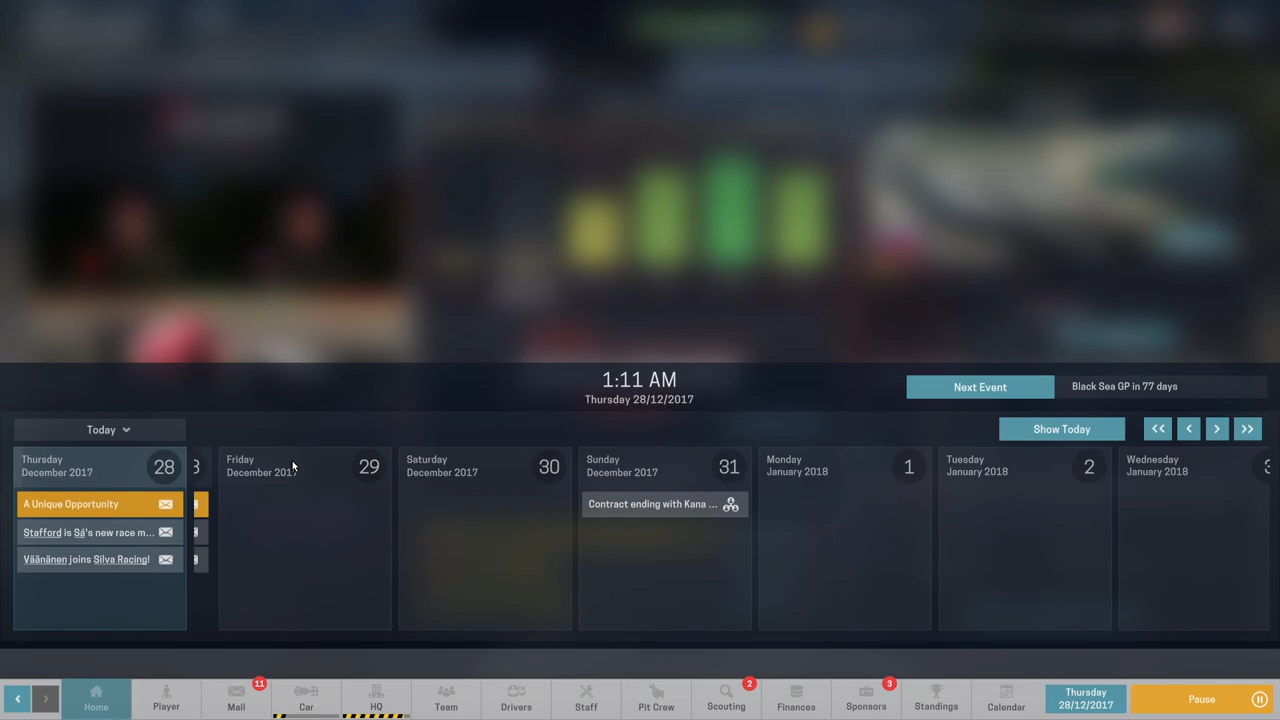 1:11 AM
Thursday 28/12/2017
Next Event
Black Sea GP in 77 days
Today
Show Today
Thursday
December 2017
28
A Unique Opportunity
Stafford is Sá's new race m...
Väänänen joins Silva Racing!
Friday
December 2017
29
Saturday
December 2017
30
Sunday
December 2017
31
Contract ending with Kana ...
Monday
January 2018
1
Tuesday
January 2018
2
Wednesday
January 2018
Home
Player
Mail
11
Car
HQ
Team
Drivers
Staff
Pit Crew
Scouting
2
Finances
Sponsors
3
Standings
Calendar
Thursday
28/12/2017
Pause